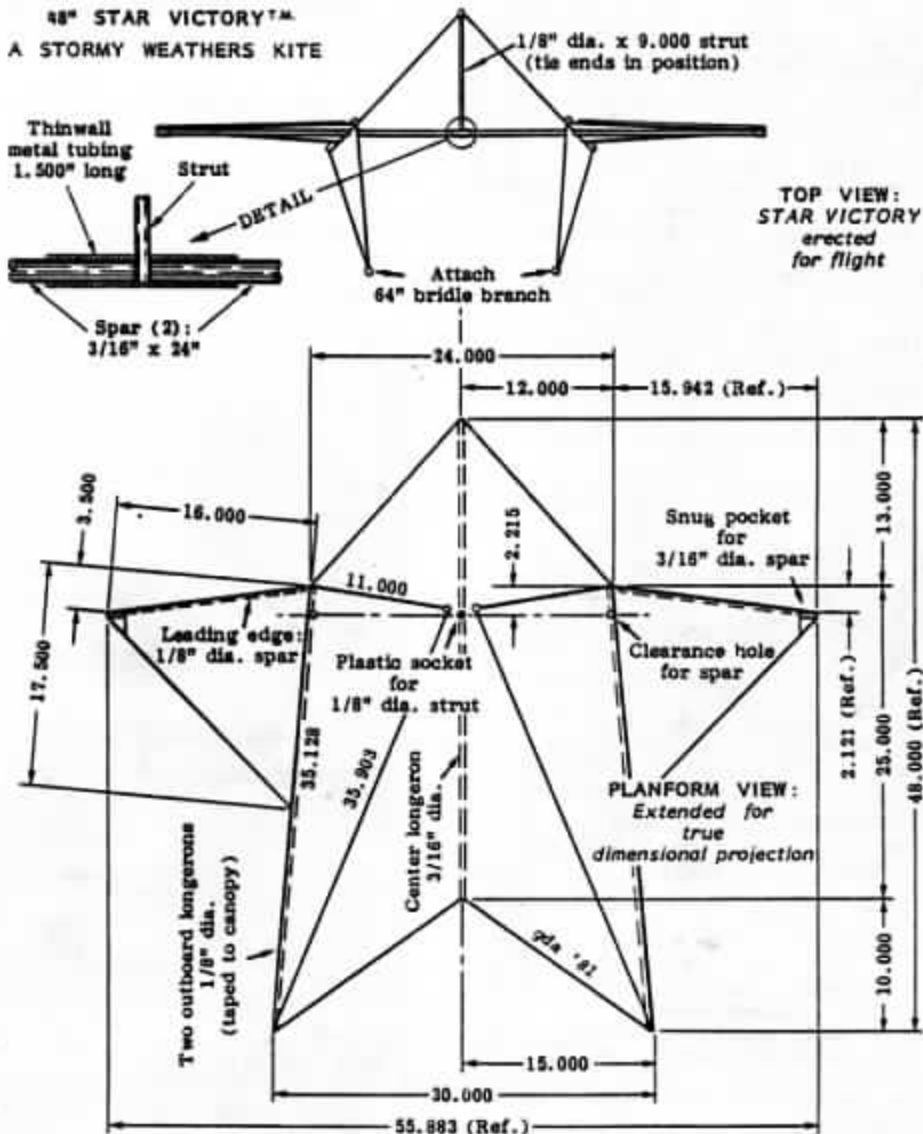 48" STAR VICTORY™
A STORMY WEATHERS KITE
1/8" dia. x 9.000 strut
(tie ends in position)
Thinwall
metal tubing
1.500" long
Strut
DETAIL
TOP VIEW:
STAR VICTORY
erected
for flight
Attach
64" bridle branch
Spar (2):
3/16" x 24"
24.000
12.000
15.942 (Ref.)
3.500
16.000
2.215
13.000
Snug pocket
for
3/16" dia. spar
11.000
Leading edge:
1/8" dia. spar
Plastic socket
for
1/8" dia. strut
Clearance hole
for spar
17.500
35.128
35.903
2.121 (Ref.)
25.000
48.000 (Ref.)
Center longeron
3/16" dia.
PLANFORM VIEW:
Extended for
true
dimensional projection
Two outboard longerons
1/8" dia.
(taped to canopy)
gda '81
10.000
15.000
30.000
55.883 (Ref.)